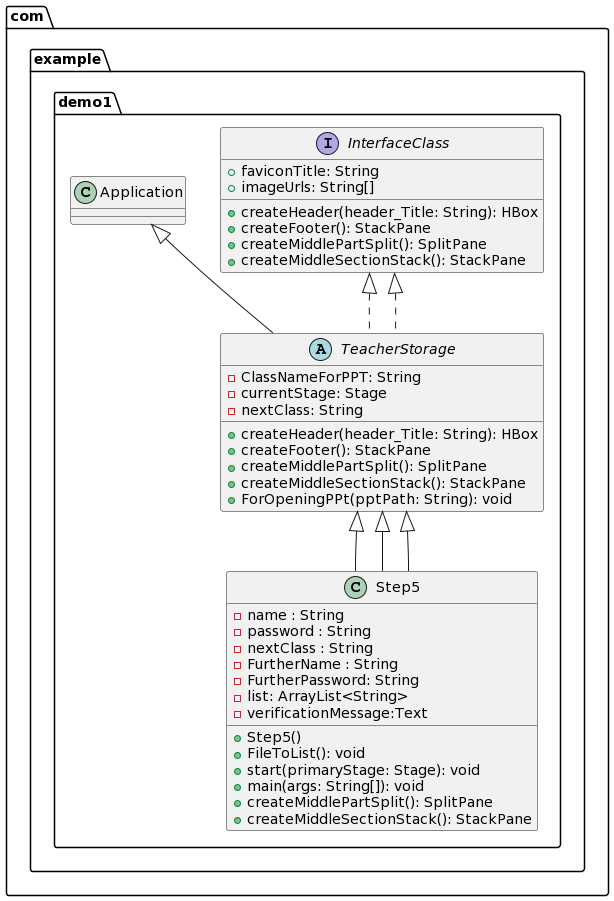 com
example
demo1
I InterfaceClass
faviconTitle: String
imageUrls: String[]
createHeader(header_Title: String): HBox
createFooter(): StackPane
createMiddlePartSplit(): SplitPane
createMiddleSectionStack(): StackPane
C Application
A TeacherStorage
ClassNameForPPT: String
currentStage: Stage
nextClass: String
createHeader(header_Title: String): HBox
createFooter(): StackPane
createMiddlePartSplit(): SplitPane
createMiddleSectionStack(): StackPane
ForOpeningPPt(pptPath: String): void
C Step5
name : String
password : String
nextClass : String
FurtherName : String
FurtherPassword: String
list: ArrayList<String>
verificationMessage:Text
Step5()
FileToList(): void
start(primaryStage: Stage): void
main(args: String[]): void
createMiddlePartSplit(): SplitPane
createMiddleSectionStack(): StackPane